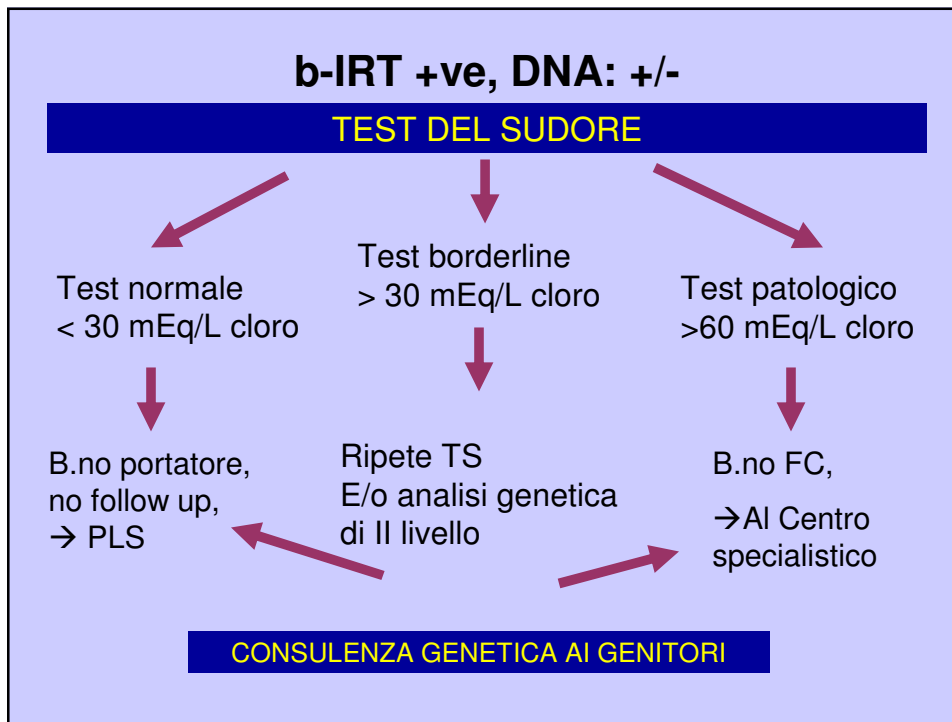 b-IRT +ve, DNA: +/-
TEST DEL SUDORE
Test normale
< 30 mEq/L cloro
Test borderline
> 30 mEq/L cloro
Test patologico
>60 mEq/L cloro
B.no portatore,
no follow up,
→ PLS
Ripete TS
E/o analisi genetica
di II livello
B.no FC,
→Al Centro
specialistico
CONSULENZA GENETICA AI GENITORI